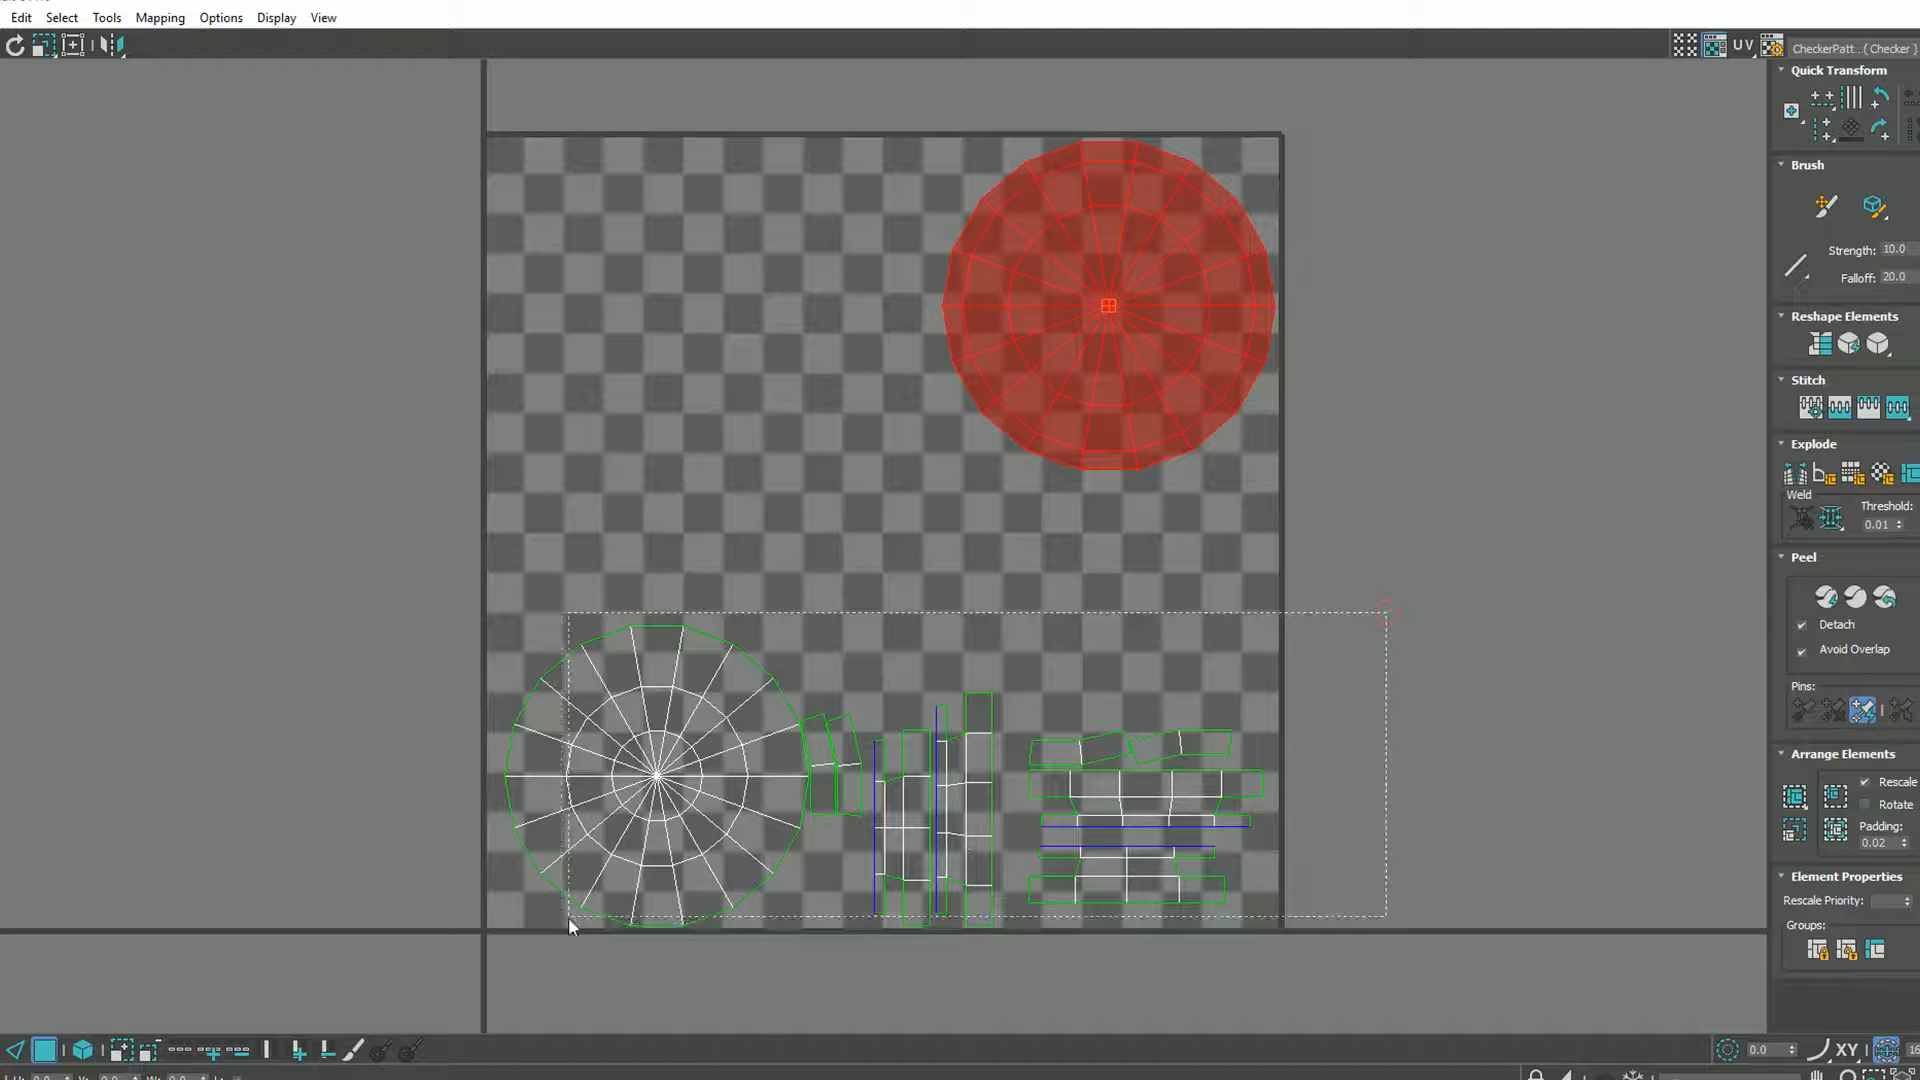 Edit Select Tools Mapping Options Display View
UV
CheckerPatt...( Checker )
Quick Transform
Brush
Strength: 10.0
Falloff: 20.0
Reshape Elements
Stitch
Explode
Weld
Threshold:
0.01
Peel
Detach
Avoid Overlap
Pins:
Arrange Elements
Rescale
Rotate
Padding:
0.02
Element Properties
Rescale Priority:
Groups:
0.0
XY
16